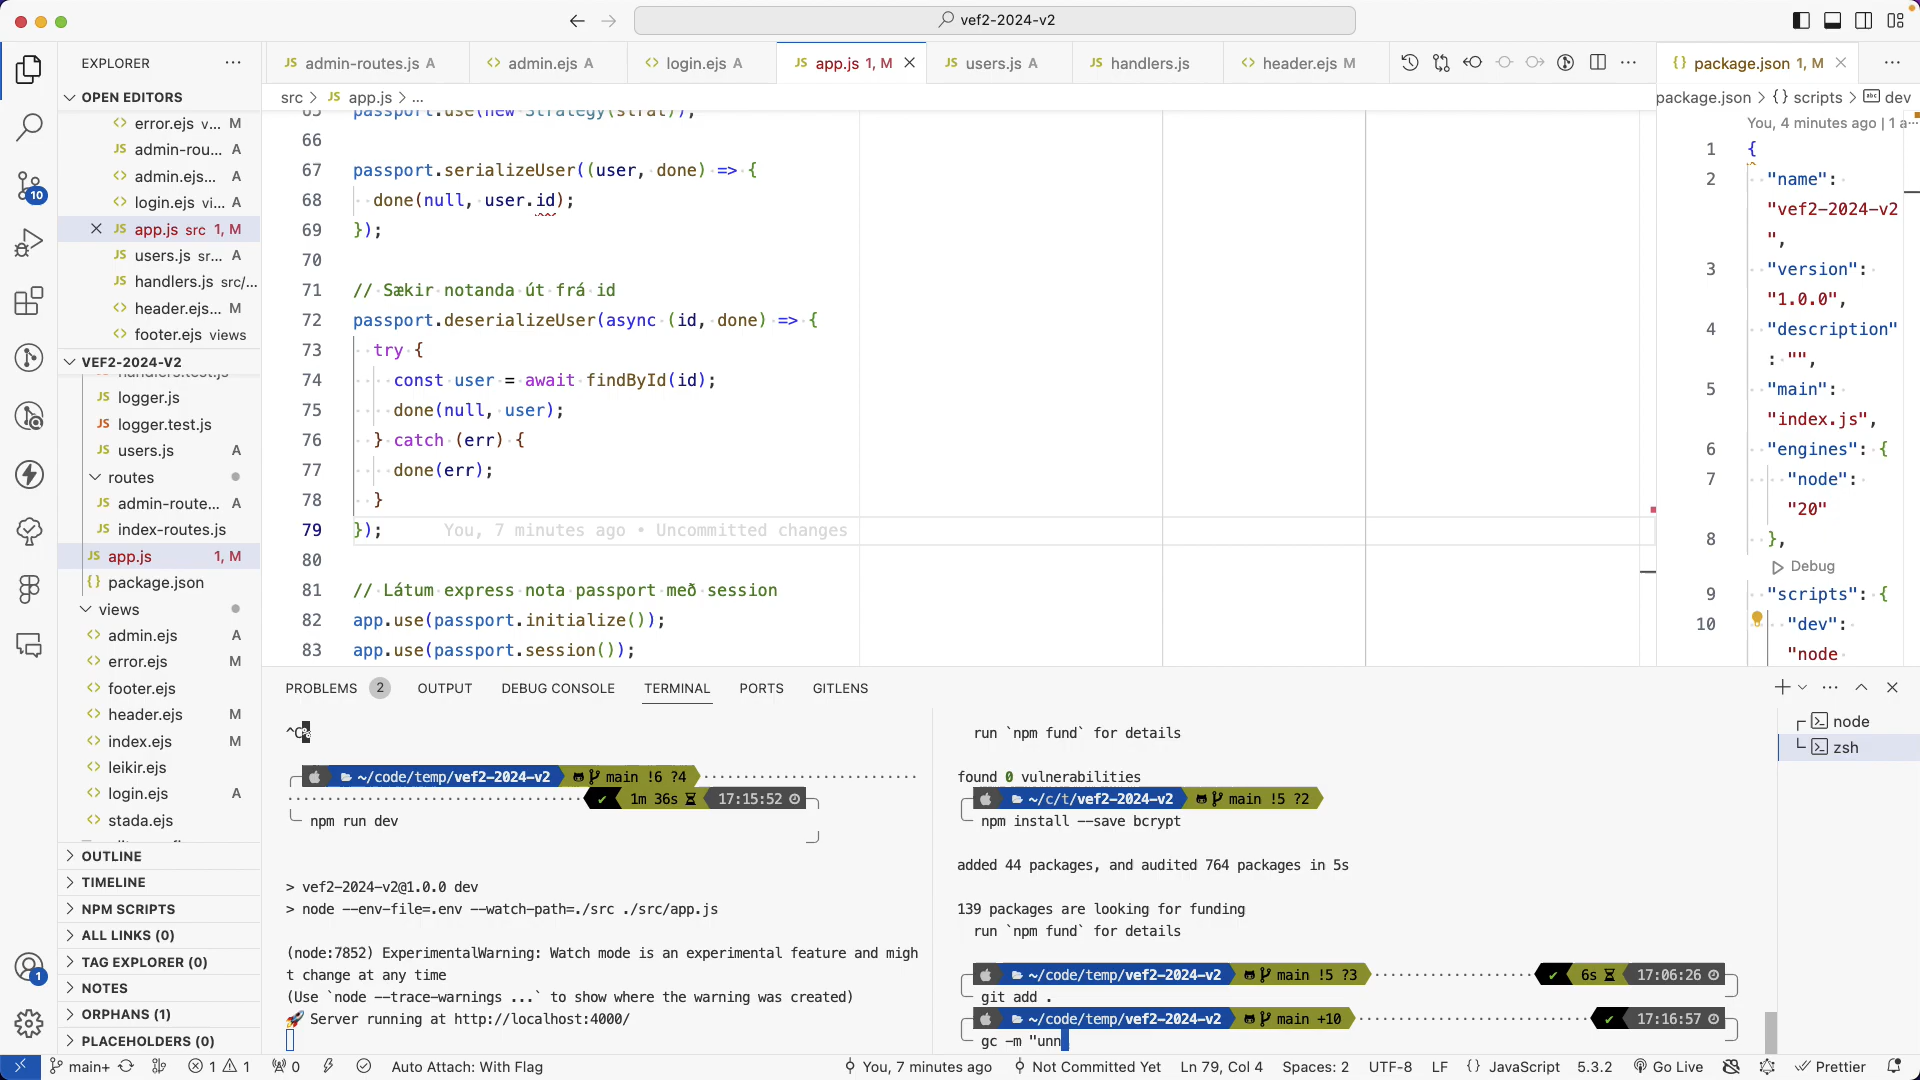 vef2-2024-v2
EXPLORER
OPEN EDITORS
error.ejs v... M
admin-rou... A
admin.ejs... A
login.ejs vi... A
app.js src 1, M
users.js sr... A
handlers.js src/...
header.ejs... M
footer.ejs views
VEF2-2024-V2
handlers.test.js
logger.js
logger.test.js
users.js A
routes
admin-route... A
index-routes.js
app.js 1, M
package.json
views
admin.ejs A
error.ejs M
footer.ejs
header.ejs M
index.ejs M
leikir.ejs
login.ejs A
stada.ejs
OUTLINE
TIMELINE
NPM SCRIPTS
ALL LINKS (0)
TAG EXPLORER (0)
NOTES
ORPHANS (1)
PLACEHOLDERS (0)
10
1
admin-routes.js A
admin.ejs A
login.ejs A
app.js 1, M
users.js A
handlers.js
header.ejs M
src > JS app.js > ...
65 passport.use(new Strategy(strat));
66
67 passport.serializeUser((user, done) => {
68 done(null, user.id);
69 });
70
71 // Sækir notanda út frá id
72 passport.deserializeUser(async (id, done) => {
73 try {
74 const user = await findById(id);
75 done(null, user);
76 } catch (err) {
77 done(err);
78 }
79 }); You, 7 minutes ago • Uncommitted changes
80
81 // Látum express nota passport með session
82 app.use(passport.initialize());
83 app.use(passport.session());
package.json 1, M
package.json > {} scripts > dev
You, 4 minutes ago | 1 a...
1 {
2 "name":
"vef2-2024-v2
",
3 "version":
"1.0.0",
4 "description"
: "",
5 "main":
"index.js",
6 "engines": {
7 "node":
"20"
8 },
Debug
9 "scripts": {
10 "dev":
"node
PROBLEMS 2 OUTPUT DEBUG CONSOLE TERMINAL PORTS GITLENS
^C
~/code/temp/vef2-2024-v2 main !6 ?4
✔ 1m 36s 17:15:52
npm run dev
> vef2-2024-v2@1.0.0 dev
> node --env-file=.env --watch-path=./src ./src/app.js
(node:7852) ExperimentalWarning: Watch mode is an experimental feature and migh
t change at any time
(Use `node --trace-warnings ...` to show where the warning was created)
🚀 Server running at http://localhost:4000/
run `npm fund` for details
found 0 vulnerabilities
~/c/t/vef2-2024-v2 main !5 ?2
npm install --save bcrypt
added 44 packages, and audited 764 packages in 5s
139 packages are looking for funding
run `npm fund` for details
~/code/temp/vef2-2024-v2 main !5 ?3 ✔ 6s 17:06:26
git add .
~/code/temp/vef2-2024-v2 main +10 ✔ 17:16:57
gc -m "unn
node
zsh
main+ 1 1 0 Auto Attach: With Flag You, 7 minutes ago Not Committed Yet Ln 79, Col 4 Spaces: 2 UTF-8 LF {} JavaScript 5.3.2 Go Live Prettier